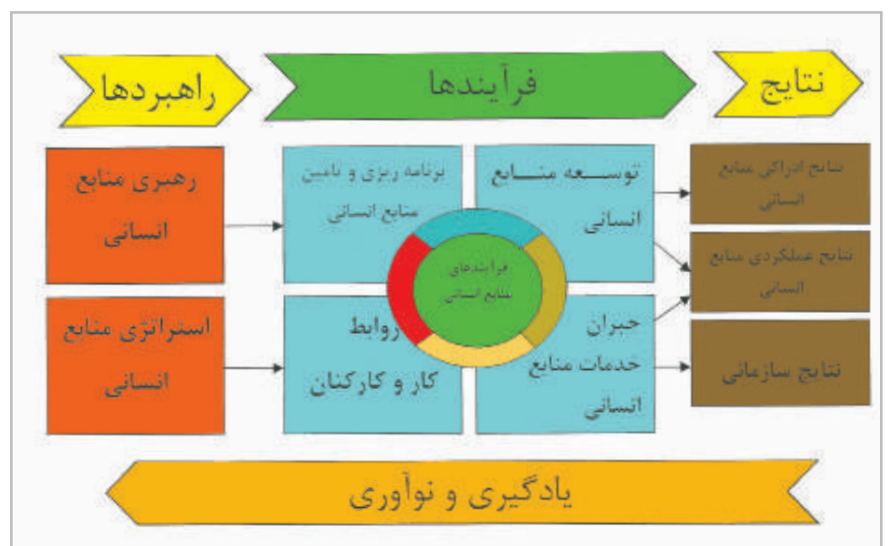 راهبردها
فرآیندها
نتایج
رهبری منابع
انسانی
استراتژی منابع
انسانی
برنامه ریزی و تامین
منابع انسانی
توسعه منابع
انسانی
روابط
کار و کارکنان
جبران
خدمات منابع
انسانی
فرآیندهای
منابع انسانی
نتایج ادراکی منابع
انسانی
نتایج عملکردی منابع
انسانی
نتایج سازمانی
یادگیری و نوآوری